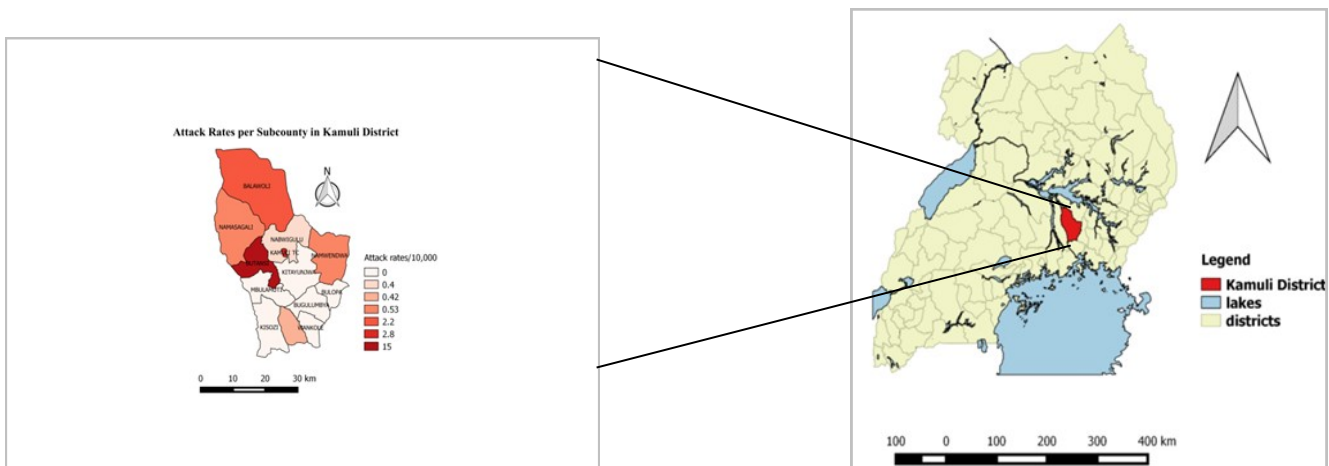 Attack Rates per Subcounty in Kamuli District
N
BALAWOLI
NAMASAGALI
NABWIGULU
KAMULI TC
NAMWENDWA
KITAYUNJWA
MBULAMUTI
BULOPA
BUGULUMBYA
KISOZI
WANKOLE
Attack rates/10,000
0
0.4
0.42
0.53
2.2
2.8
15
0 10 20 30 km
Legend
Kamuli District
lakes
districts
100 0 100 200 300 400 km